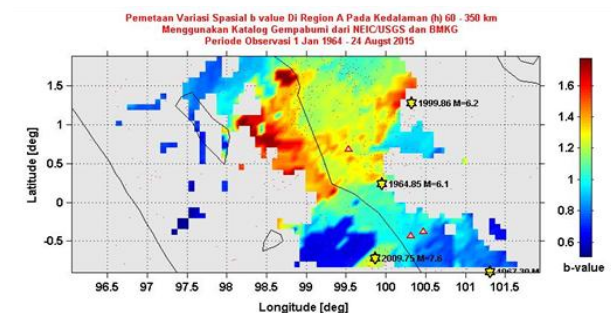 Pemetaan Variasi Spasial b value Di Region A Pada Kedalaman (h) 60 - 350 km
Menggunakan Katalog Gempabumi dari NEIC/USGS dan BMKG
Periode Observasi 1 Jan 1964 - 24 Augst 2015
Latitude [deg]
1.5
1
0.5
0
-0.5
1999.86 M=6.2
1964.85 M=6.1
2009.75 M=7.6
1967.30 M
96.5 97 97.5 98 98.5 99 99.5 100 100.5 101 101.5
Longitude [deg]
1.6
1.4
1.2
1
0.8
0.6
b-value